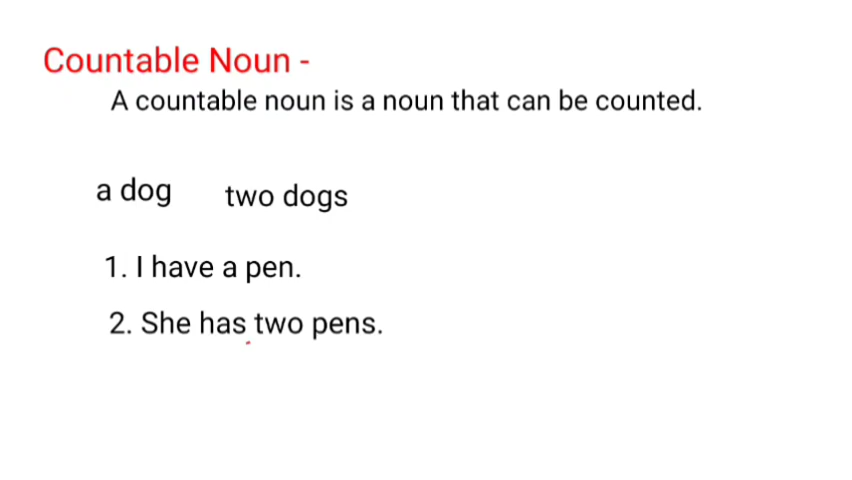 Countable Noun -
A countable noun is a noun that can be counted.
a dog two dogs
1. I have a pen.
2. She has two pens.